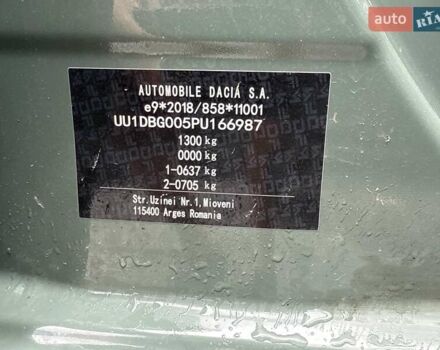 AUTO
RIA
AUTOMOBILE DACIA S.A.
e9*2018/858*11001
UU1DBG005PU166987
1300 kg
0000 kg
1-0637 kg
2-0705 kg
Str.Uzinei Nr.1,Mioveni
115400 Arges Romania